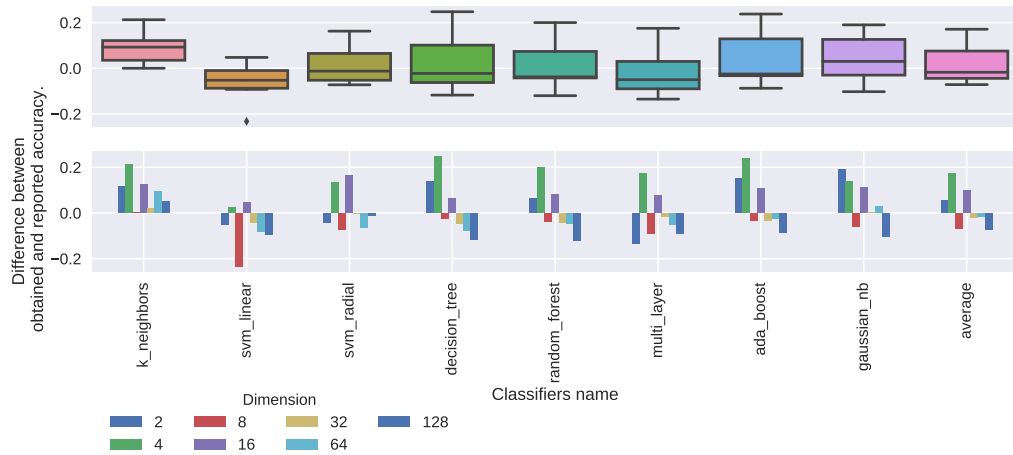 0.2
0.0
−0.2
0.2
0.0
−0.2
Difference between
obtained and reported accuracy.
k_neighbors
svm_linear
svm_radial
decision_tree
random_forest
multi_layer
ada_boost
gaussian_nb
average
Classifiers name
Dimension
2 8 32 128
4 16 64